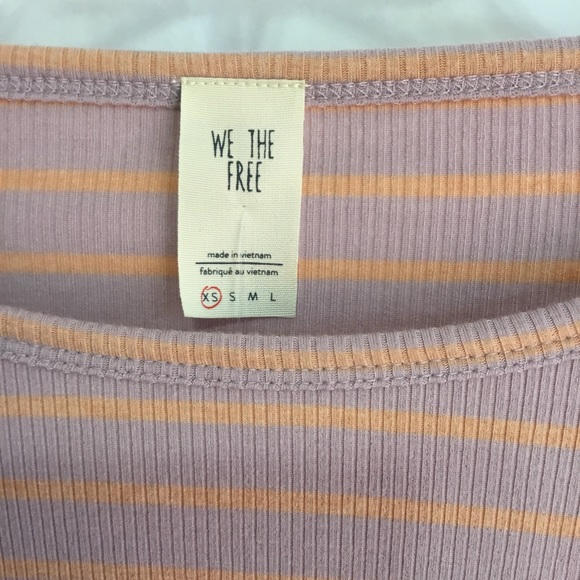 WE THE
FREE
made in vietnam
fabriqué au vietnam
XS S M L